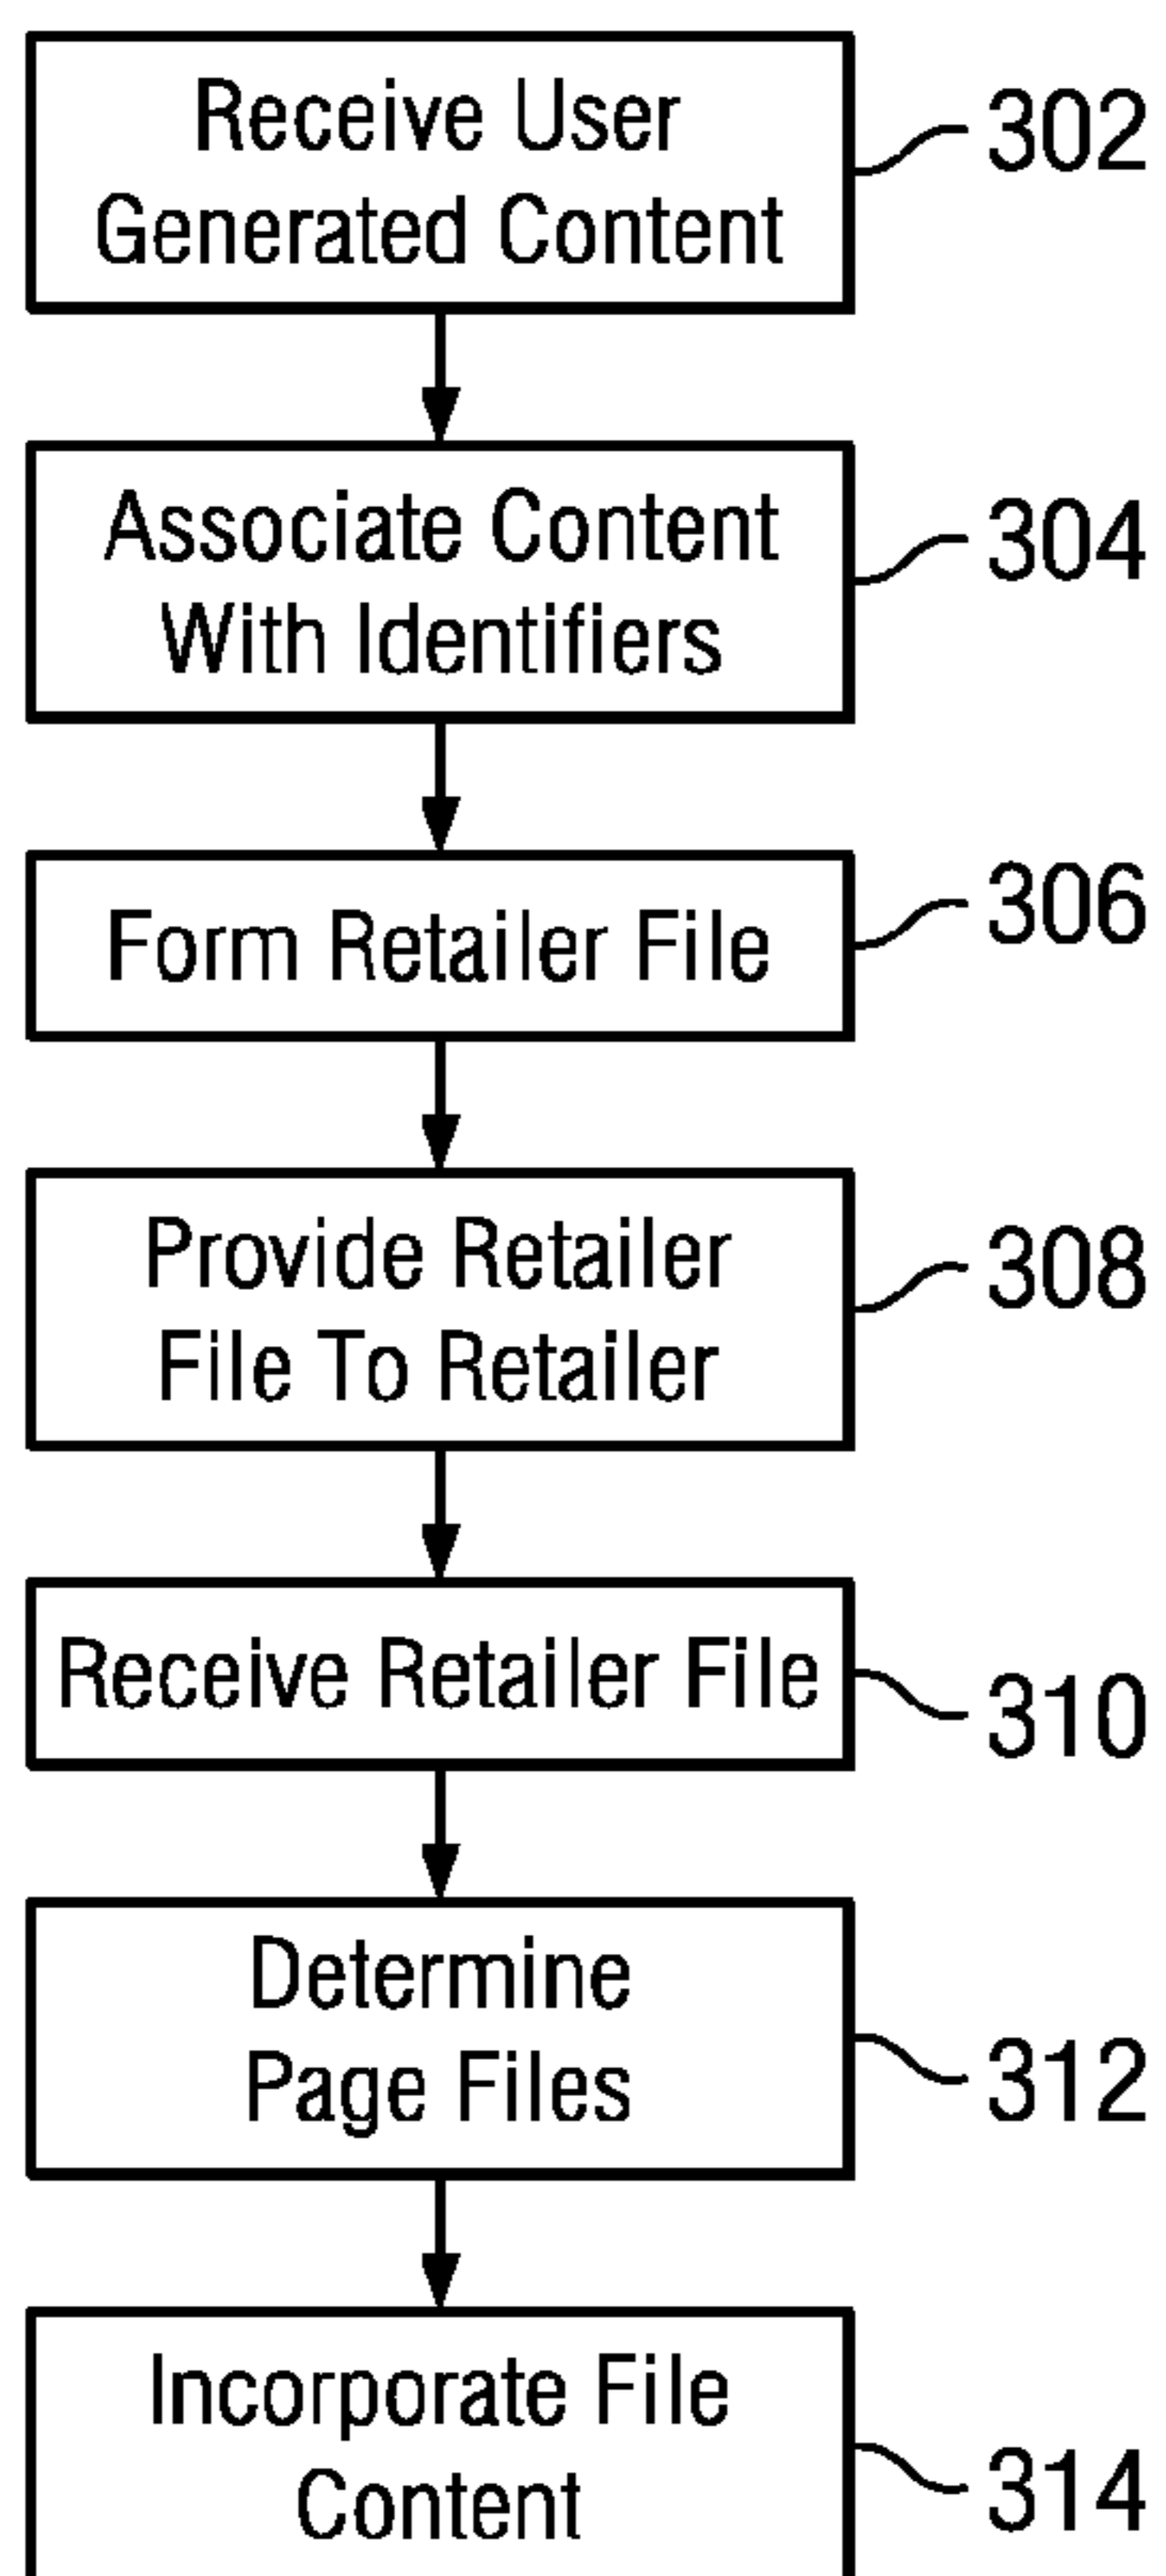 Receive User
Generated Content
302
Associate Content
With Identifiers
304
Form Retailer File
306
Provide Retailer
File To Retailer
308
Receive Retailer File
310
Determine
Page Files
312
Incorporate File
Content
314